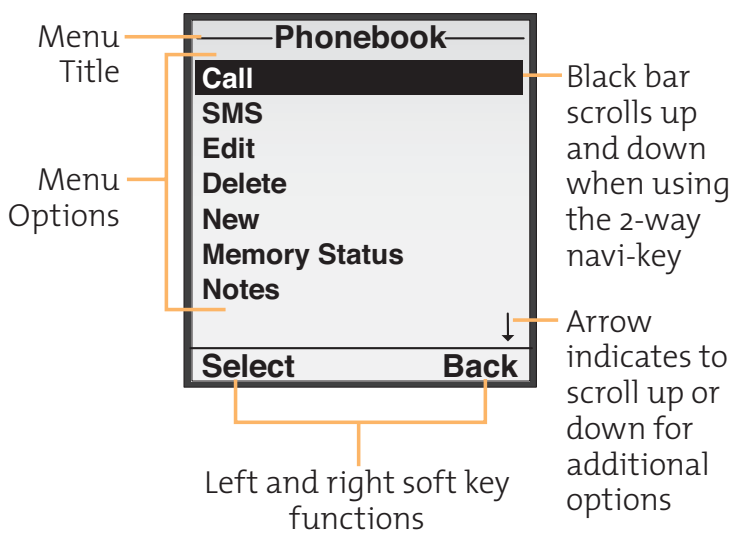 Menu
Title
Phonebook
Call
SMS
Edit
Delete
New
Memory Status
Notes
Select Back
Menu
Options
Black bar
scrolls up
and down
when using
the 2-way
navi-key
Arrow
indicates to
scroll up or
down for
additional
options
Left and right soft key
functions